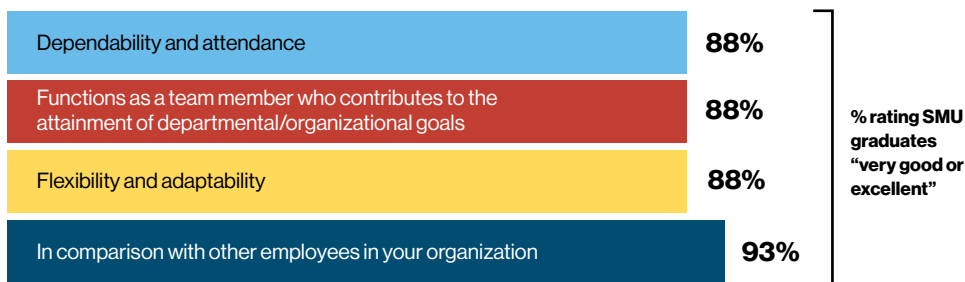 Dependability and attendance
88%
Functions as a team member who contributes to the
attainment of departmental/organizational goals
88%
Flexibility and adaptability
88%
In comparison with other employees in your organization
93%
% rating SMU
graduates
“very good or
excellent”